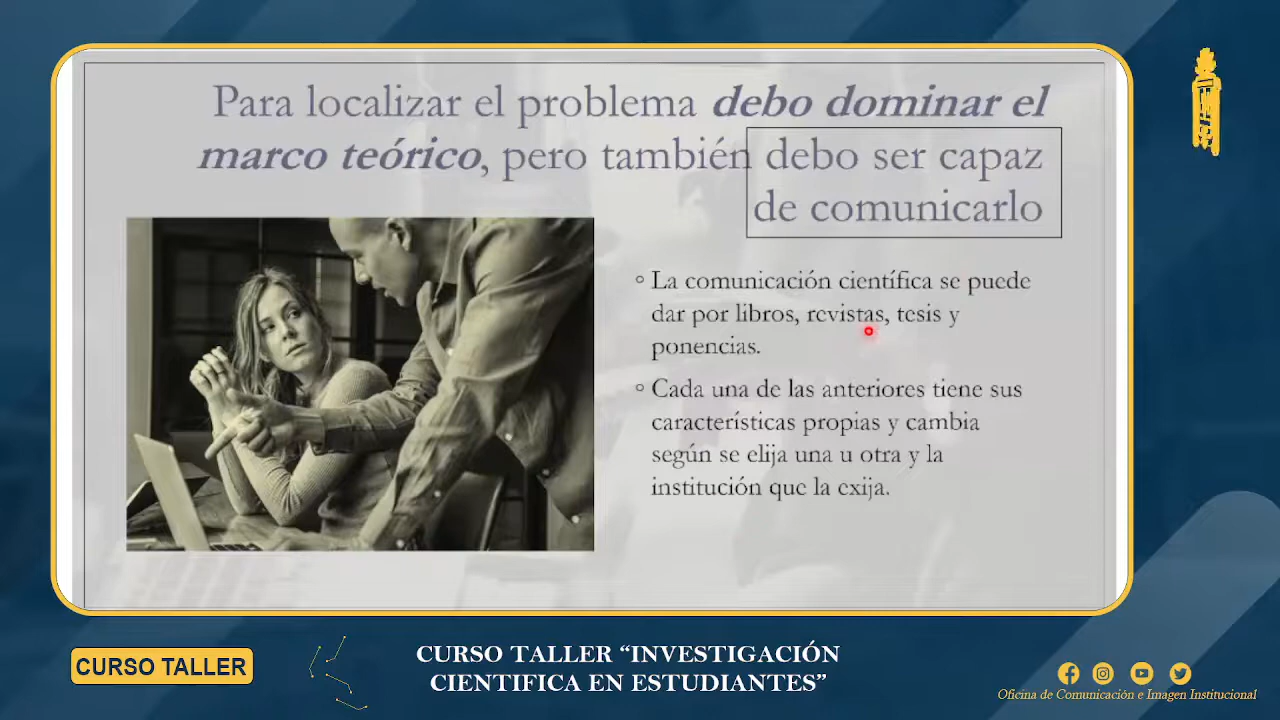 Para localizar el problema debo dominar el
marco teórico, pero también debo ser capaz
de comunicarlo
La comunicación científica se puede
dar por libros, revistas, tesis y
ponencias.
Cada una de las anteriores tiene sus
características propias y cambia
según se elija una u otra y la
institución que la exija.
CURSO TALLER
CURSO TALLER “INVESTIGACIÓN
CIENTIFICA EN ESTUDIANTES”
Oficina de Comunicación e Imagen Institucional